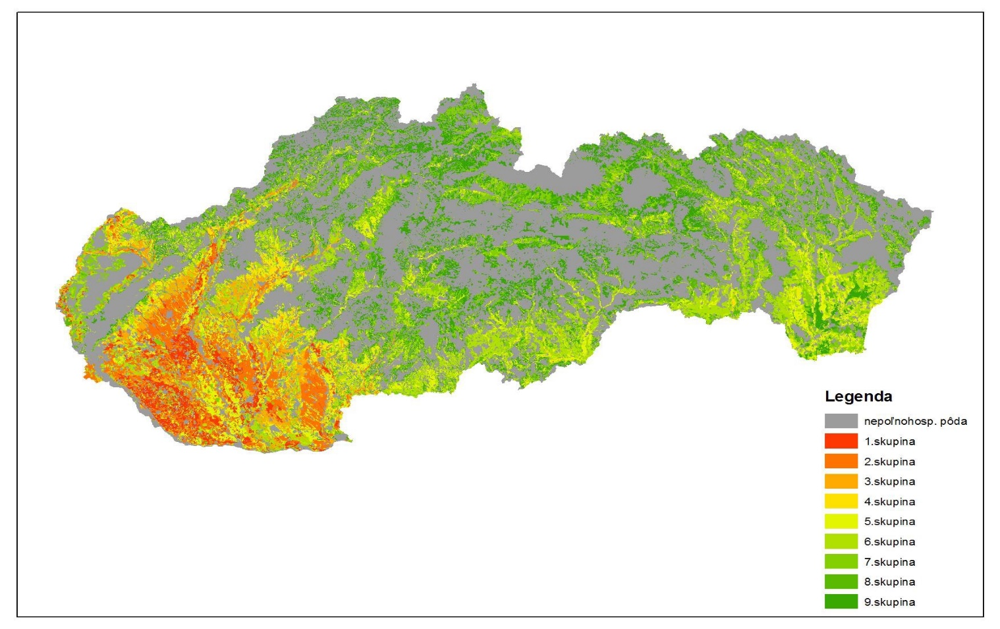 Legenda
nepoľnohosp. pôda
1.skupina
2.skupina
3.skupina
4.skupina
5.skupina
6.skupina
7.skupina
8.skupina
9.skupina